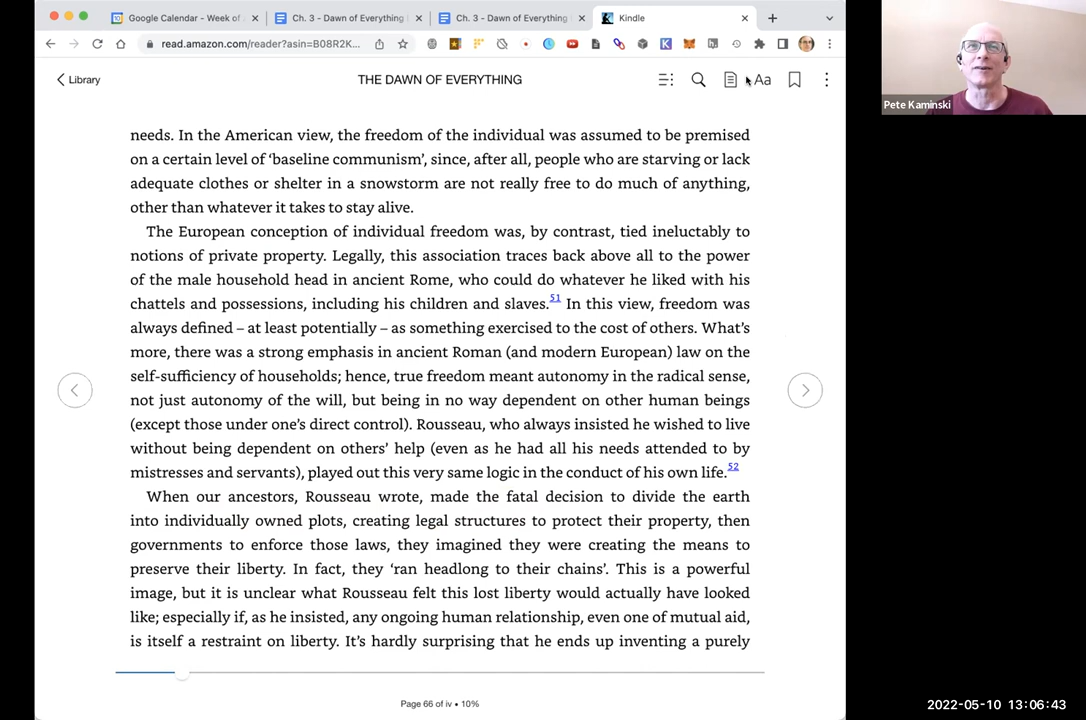 Google Calendar - Week of
Ch. 3 - Dawn of Everything
Ch. 3 - Dawn of Everything
Kindle
read.amazon.com/reader?asin=B08R2K...
Library
THE DAWN OF EVERYTHING
Aa
needs. In the American view, the freedom of the individual was assumed to be premised
on a certain level of ‘baseline communism’, since, after all, people who are starving or lack
adequate clothes or shelter in a snowstorm are not really free to do much of anything,
other than whatever it takes to stay alive.
The European conception of individual freedom was, by contrast, tied ineluctably to
notions of private property. Legally, this association traces back above all to the power
of the male household head in ancient Rome, who could do whatever he liked with his
chattels and possessions, including his children and slaves.51 In this view, freedom was
always defined – at least potentially – as something exercised to the cost of others. What’s
more, there was a strong emphasis in ancient Roman (and modern European) law on the
self-sufficiency of households; hence, true freedom meant autonomy in the radical sense,
not just autonomy of the will, but being in no way dependent on other human beings
(except those under one’s direct control). Rousseau, who always insisted he wished to live
without being dependent on others’ help (even as he had all his needs attended to by
mistresses and servants), played out this very same logic in the conduct of his own life.52
When our ancestors, Rousseau wrote, made the fatal decision to divide the earth
into individually owned plots, creating legal structures to protect their property, then
governments to enforce those laws, they imagined they were creating the means to
preserve their liberty. In fact, they ‘ran headlong to their chains’. This is a powerful
image, but it is unclear what Rousseau felt this lost liberty would actually have looked
like; especially if, as he insisted, any ongoing human relationship, even one of mutual aid,
is itself a restraint on liberty. It’s hardly surprising that he ends up inventing a purely
Page 66 of iv • 10%
Pete Kaminski
2022-05-10 13:06:43